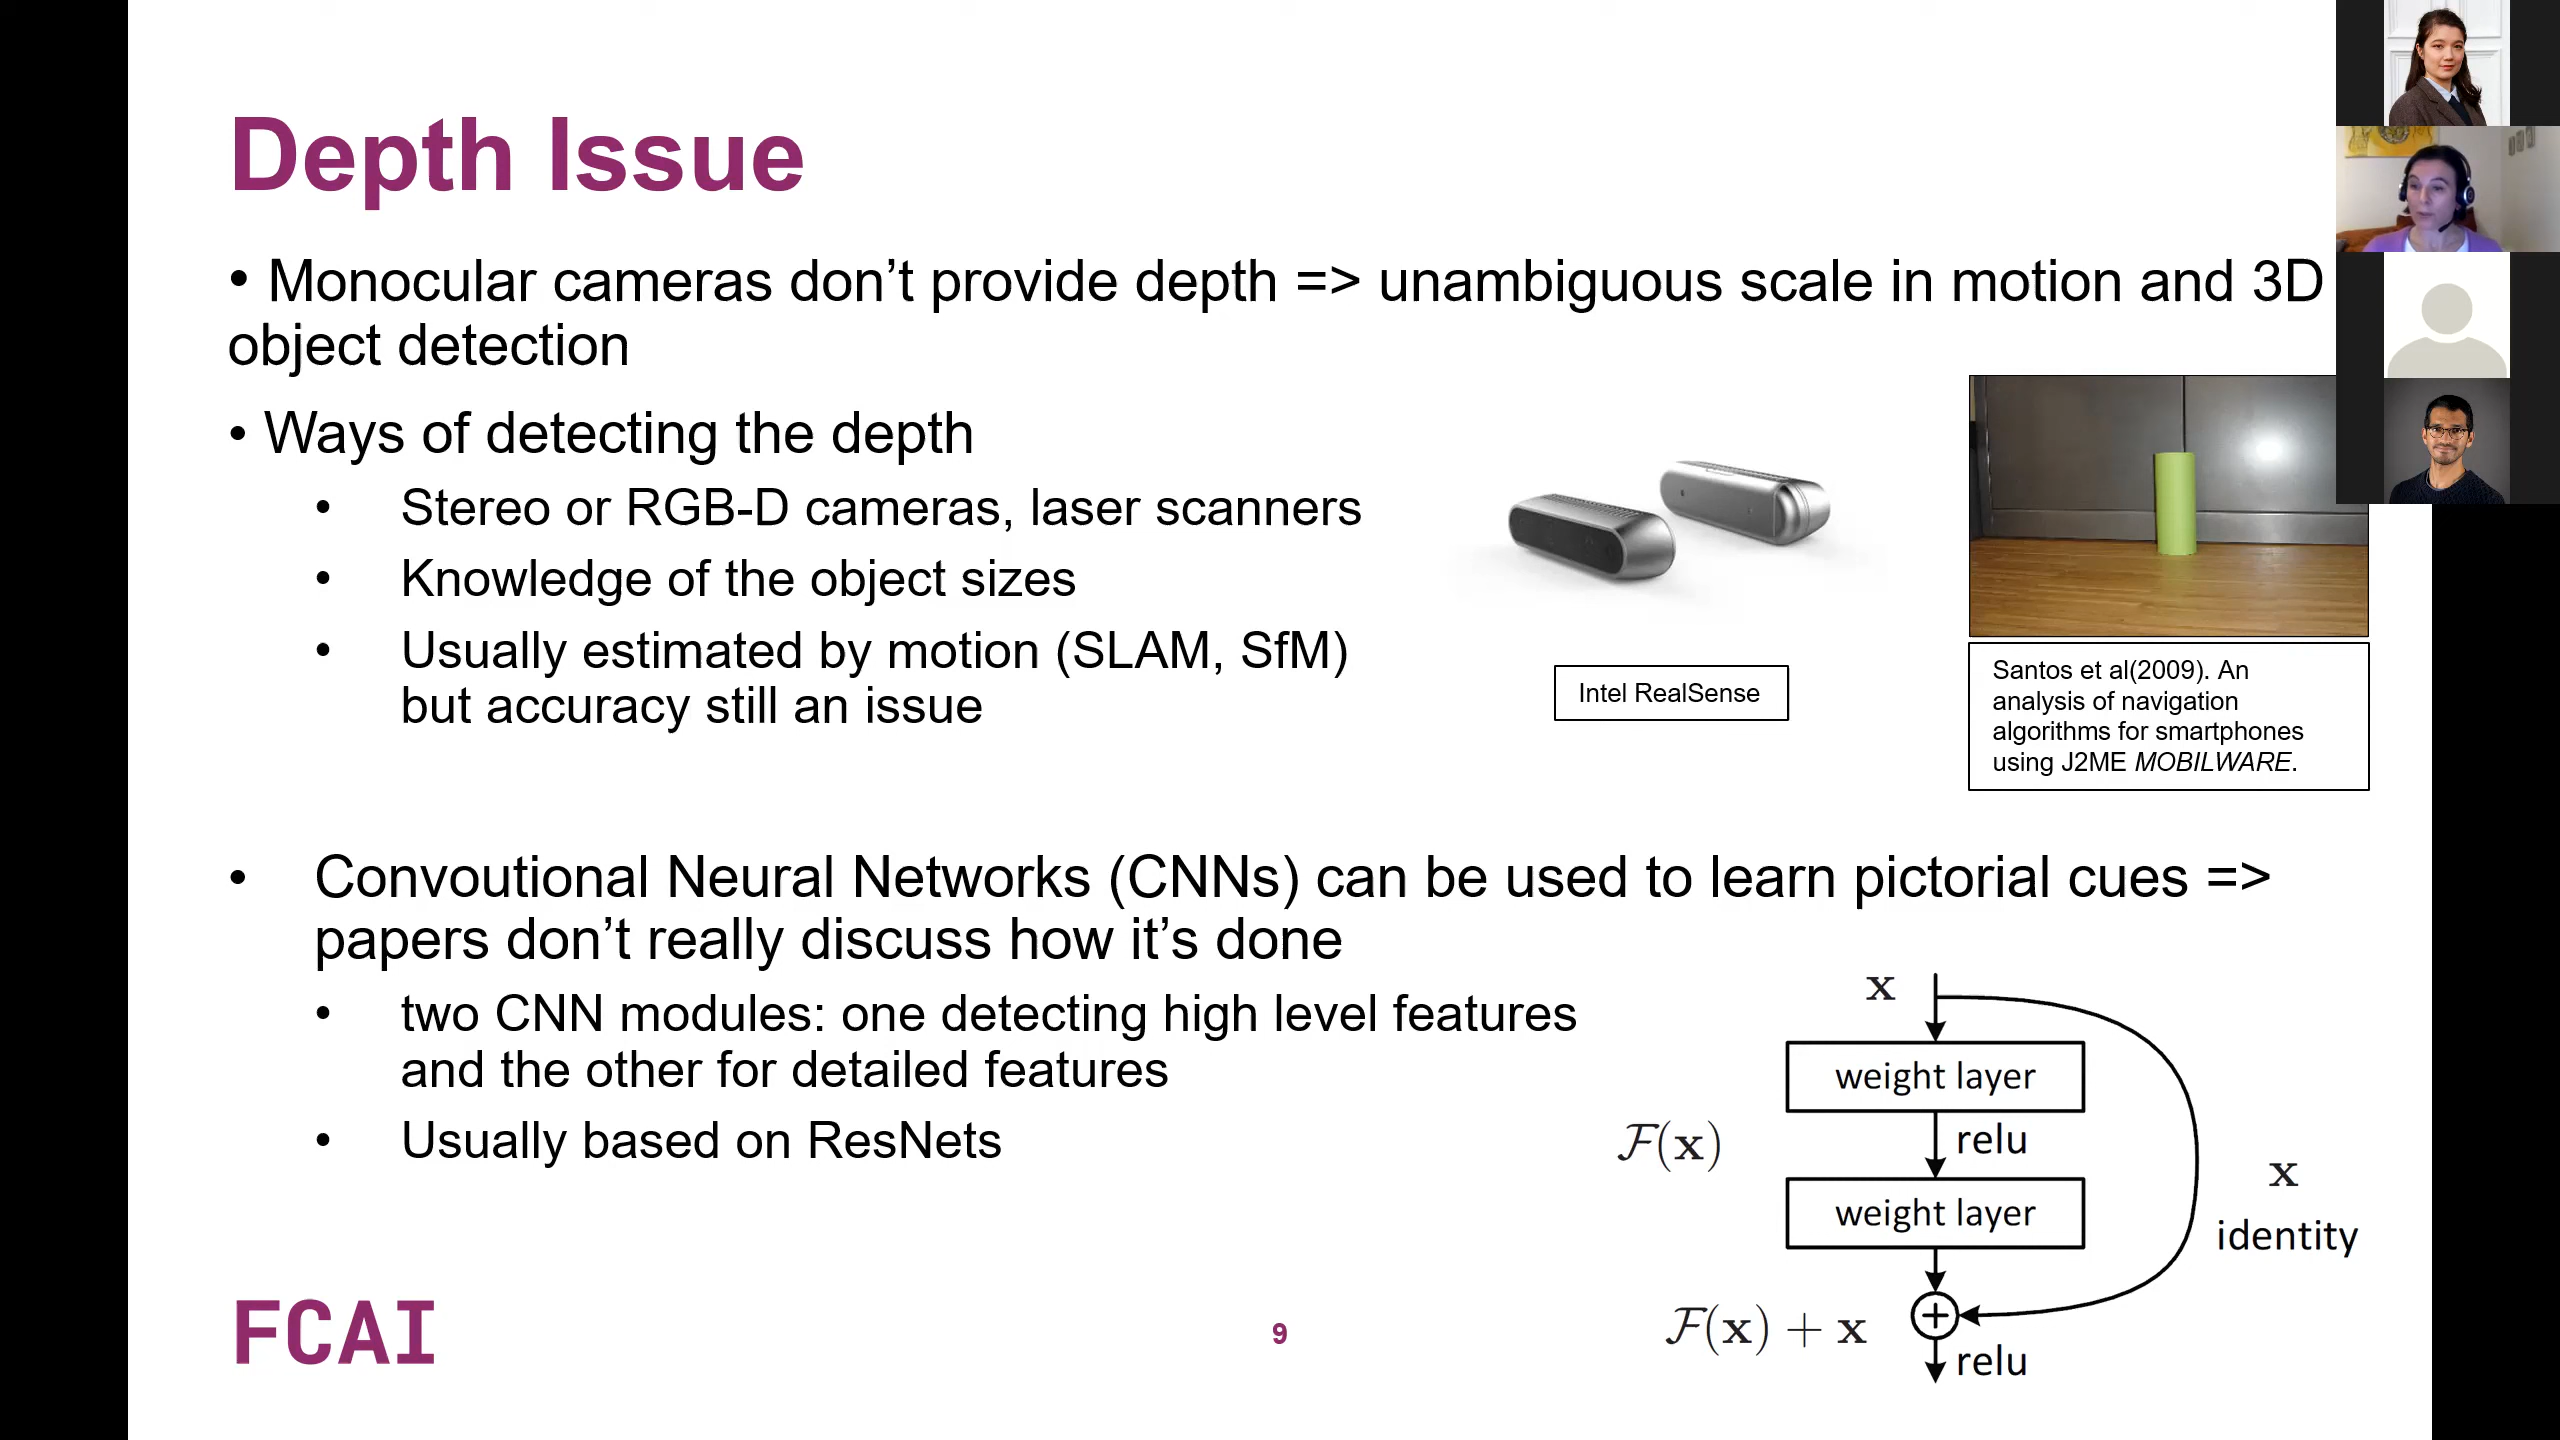 Depth Issue
• Monocular cameras don’t provide depth => unambiguous scale in motion and 3D
object detection
• Ways of detecting the depth
• Stereo or RGB-D cameras, laser scanners
• Knowledge of the object sizes
• Usually estimated by motion (SLAM, SfM)
but accuracy still an issue
Intel RealSense
Santos et al(2009). An
analysis of navigation
algorithms for smartphones
using J2ME MOBILWARE.
• Convoutional Neural Networks (CNNs) can be used to learn pictorial cues =>
papers don’t really discuss how it’s done
• two CNN modules: one detecting high level features
and the other for detailed features
• Usually based on ResNets
x
weight layer
F(x)
relu
weight layer
x
identity
F(x) + x
+
relu
FCAI
9